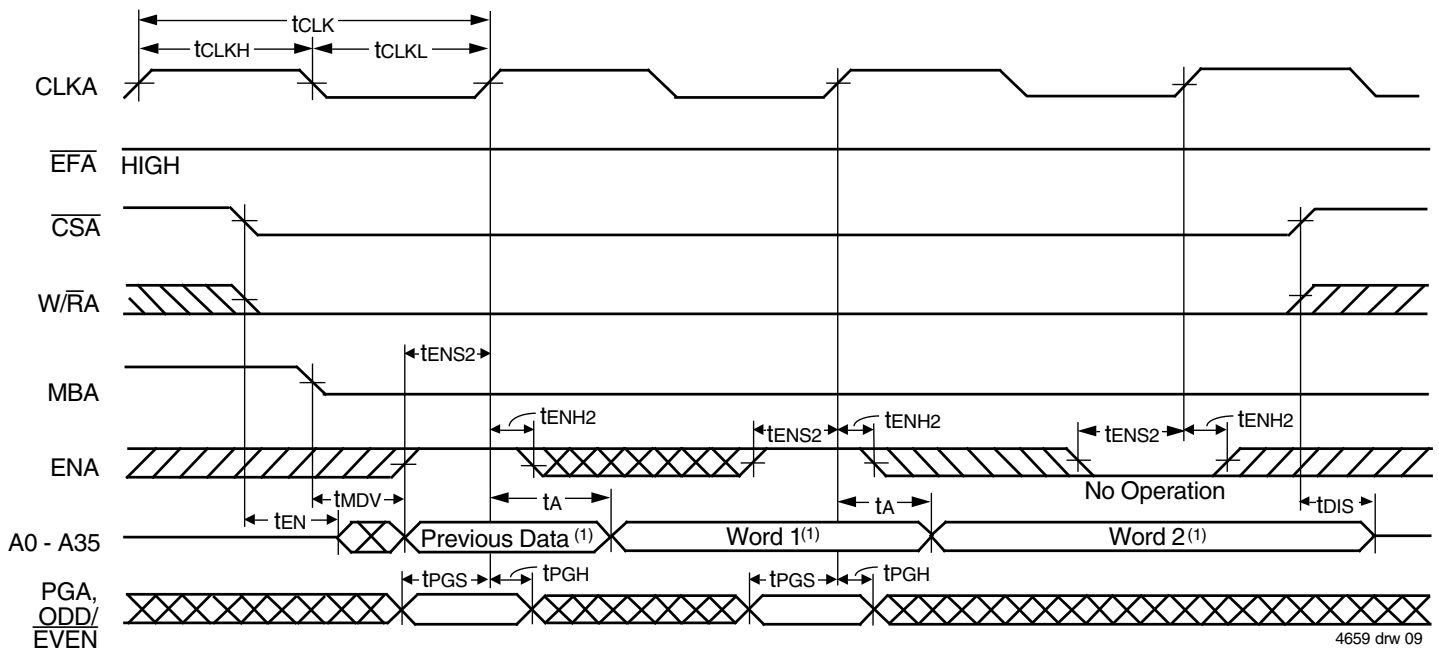 tCLK
tCLKH
tCLKL
CLKA
EFA HIGH
CSA
W/RA
tENS2
MBA
tENH2
tENS2
tENH2
tENS2
tENH2
ENA
No Operation
tMDV
tA
tA
tDIS
tEN
A0 - A35
Previous Data (1)
Word 1(1)
Word 2(1)
tPGS
tPGH
tPGS
tPGH
PGA,
ODD/
EVEN
4659 drw 09